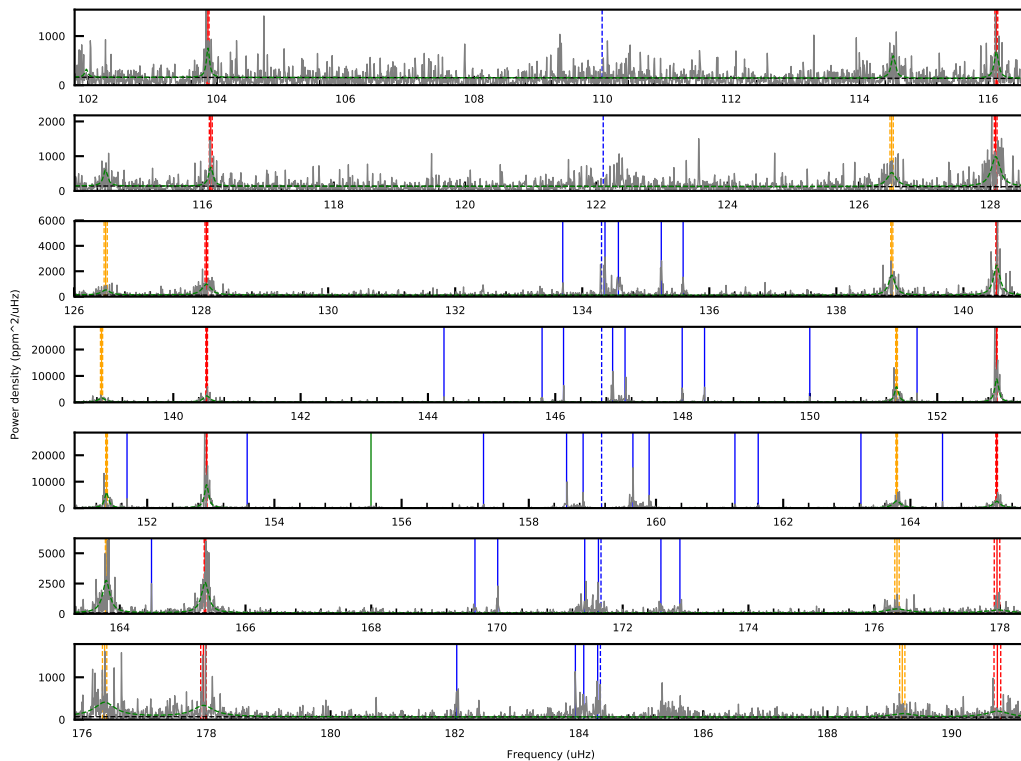 1000
0
102 104 106 108 110 112 114 116
2000
1000
0
116 118 120 122 124 126 128
6000
4000
2000
0
126 128 130 132 134 136 138 140
20000
10000
0
140 142 144 146 148 150 152
20000
10000
0
152 154 156 158 160 162 164
5000
2500
0
164 166 168 170 172 174 176 178
1000
0
176 178 180 182 184 186 188 190
Power density (ppm^2/uHz)
Frequency (uHz)